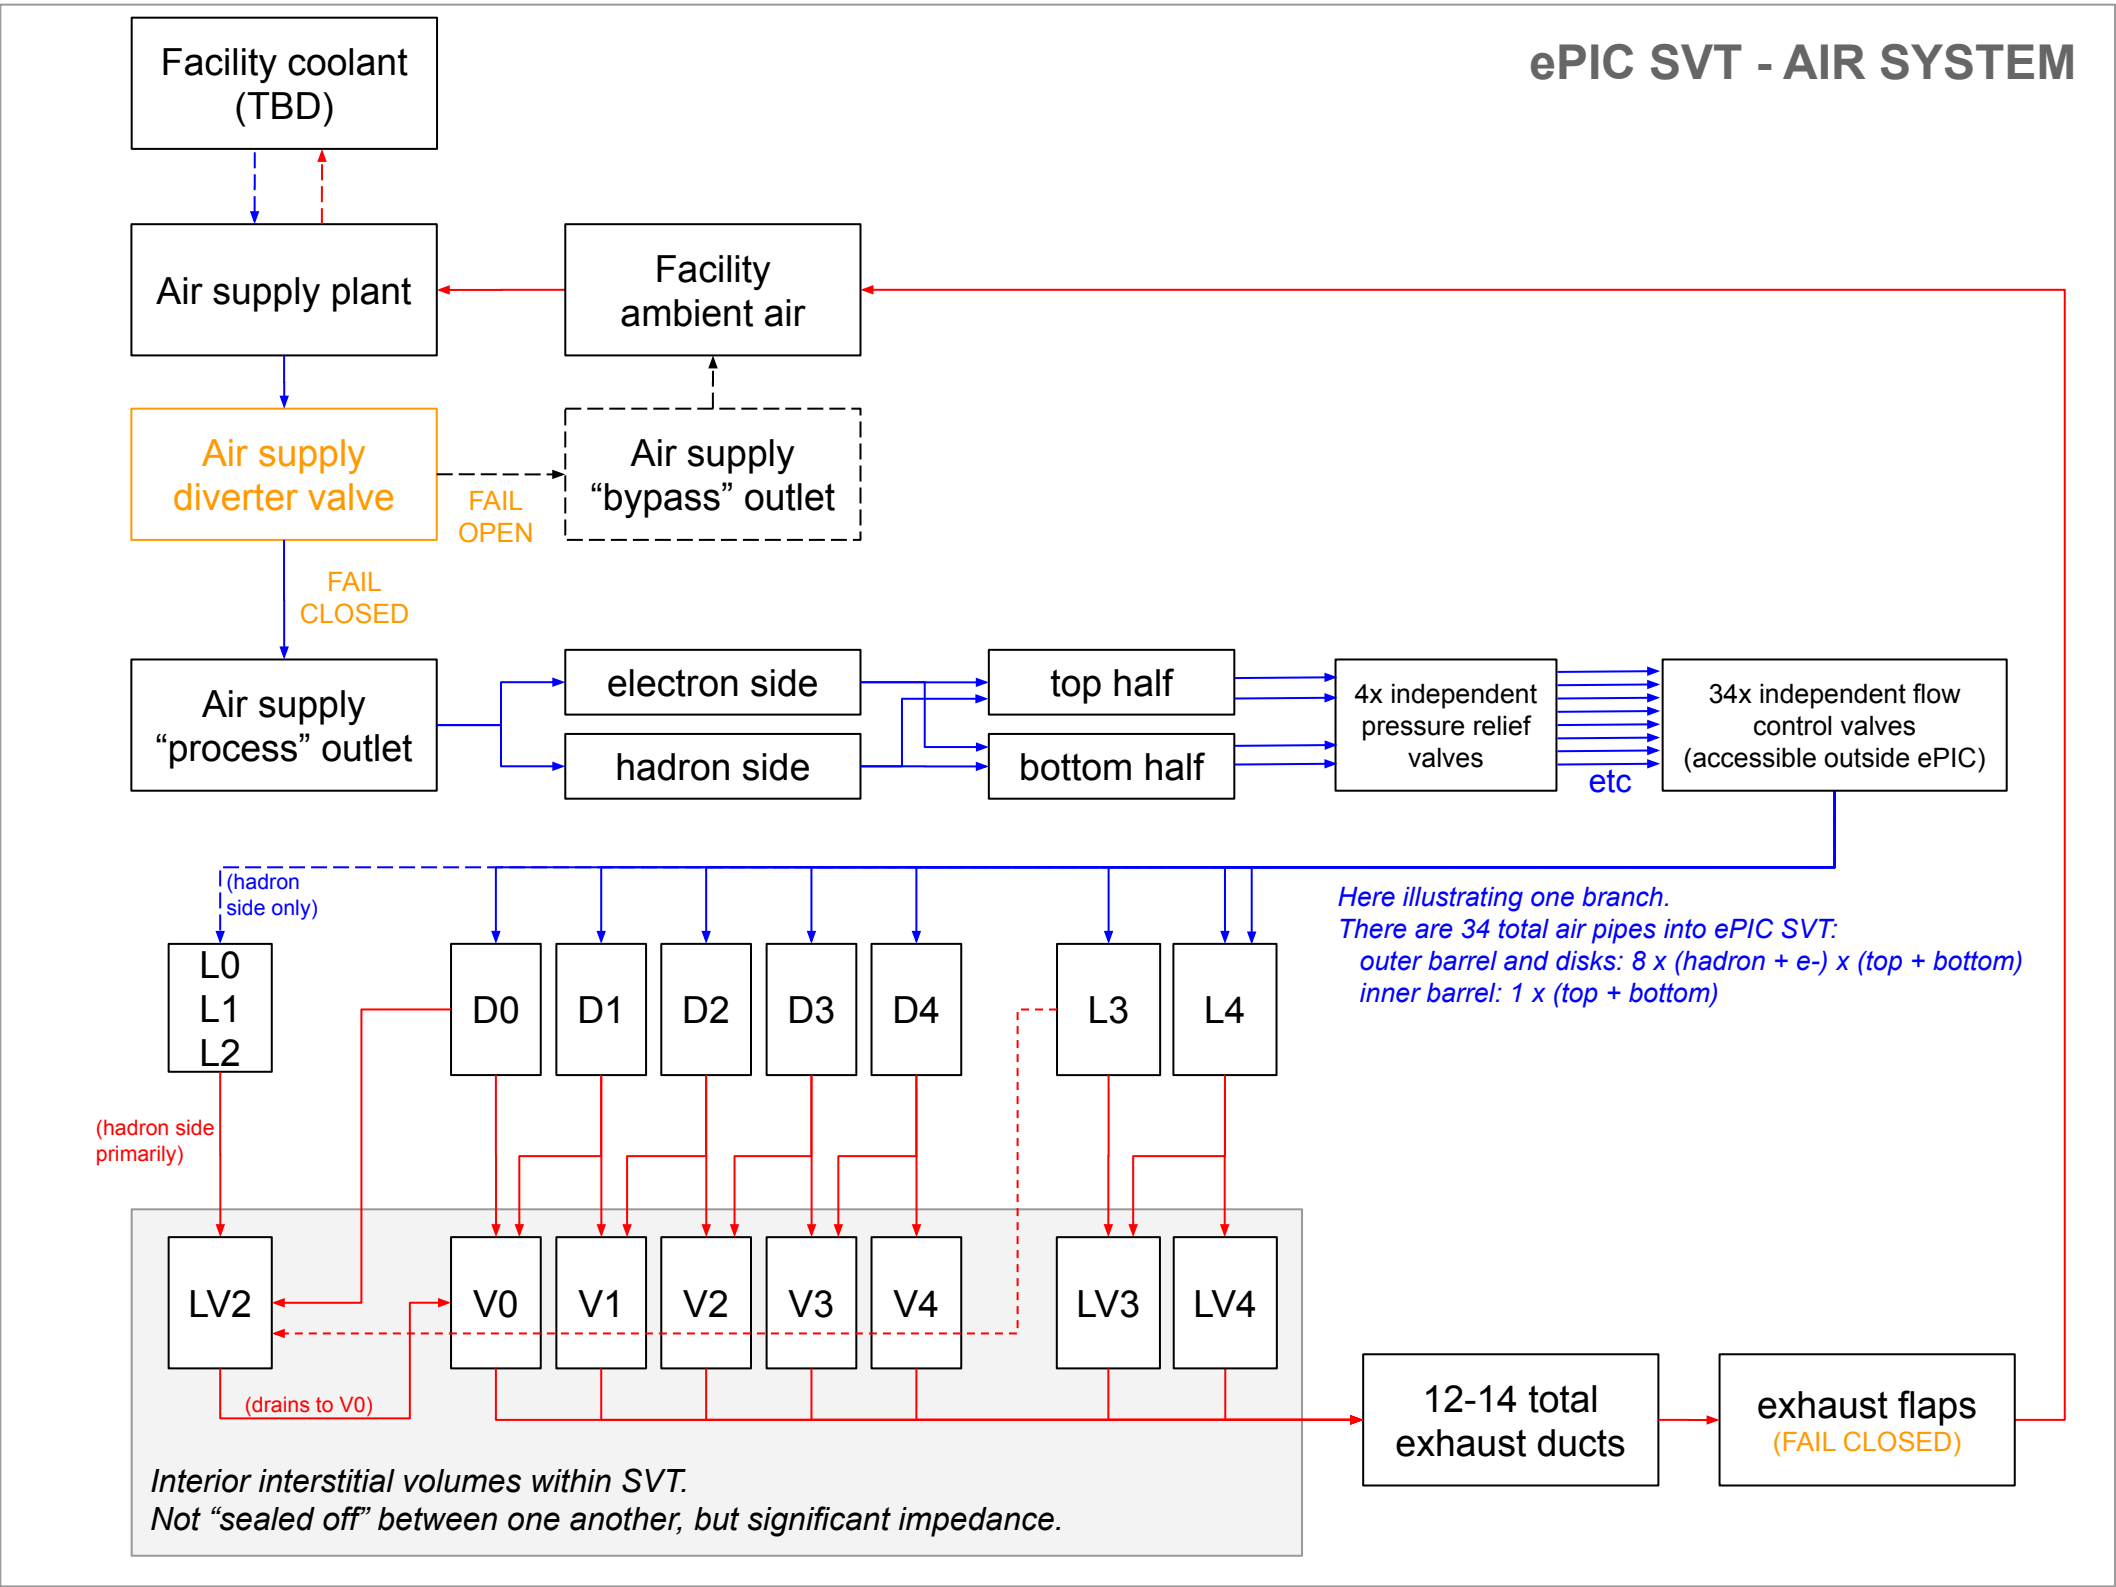 ePIC SVT - AIR SYSTEM
Facility coolant
(TBD)
Air supply plant
Facility
ambient air
Air supply
diverter valve
FAIL
OPEN
Air supply
“bypass” outlet
FAIL
CLOSED
Air supply
“process” outlet
electron side
hadron side
top half
bottom half
4x independent
pressure relief
valves
etc
34x independent flow
control valves
(accessible outside ePIC)
(hadron
side only)
Here illustrating one branch.
There are 34 total air pipes into ePIC SVT:
outer barrel and disks: 8 x (hadron + e-) x (top + bottom)
inner barrel: 1 x (top + bottom)
L0
L1
L2
D0
D1
D2
D3
D4
L3
L4
(hadron side
primarily)
LV2
V0
V1
V2
V3
V4
LV3
LV4
(drains to V0)
12-14 total
exhaust ducts
exhaust flaps
(FAIL CLOSED)
Interior interstitial volumes within SVT.
Not “sealed off” between one another, but significant impedance.